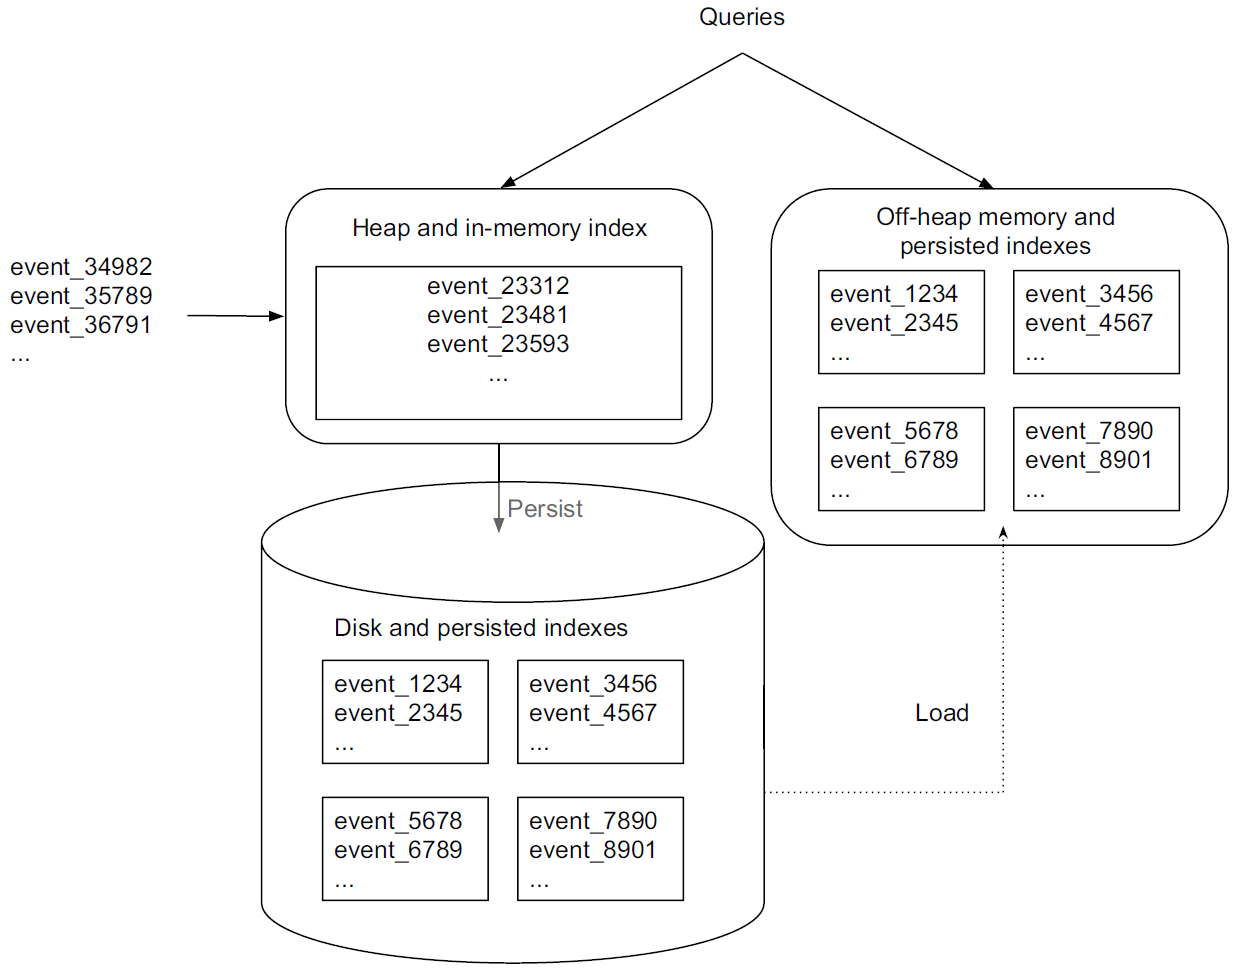 Queries
event_34982
event_35789
event_36791
...
Heap and in-memory index
event_23312
event_23481
event_23593
...
Off-heap memory and
persisted indexes
event_1234
event_2345
...
event_3456
event_4567
...
event_5678
event_6789
...
event_7890
event_8901
...
Persist
Disk and persisted indexes
event_1234
event_2345
...
event_3456
event_4567
...
event_5678
event_6789
...
event_7890
event_8901
...
Load